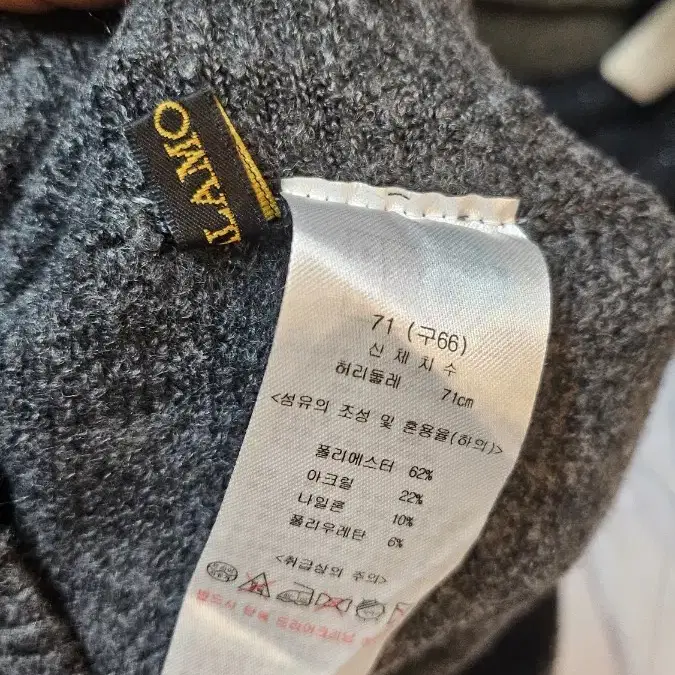 ILAMO
71 (구66)
신 체 치 수
허리둘레 71cm
<섬유의 조성 및 혼용율(하의)>
폴리에스터 62%
아크릴 22%
나일론 10%
폴리우레탄 6%
<취급상의 주의>